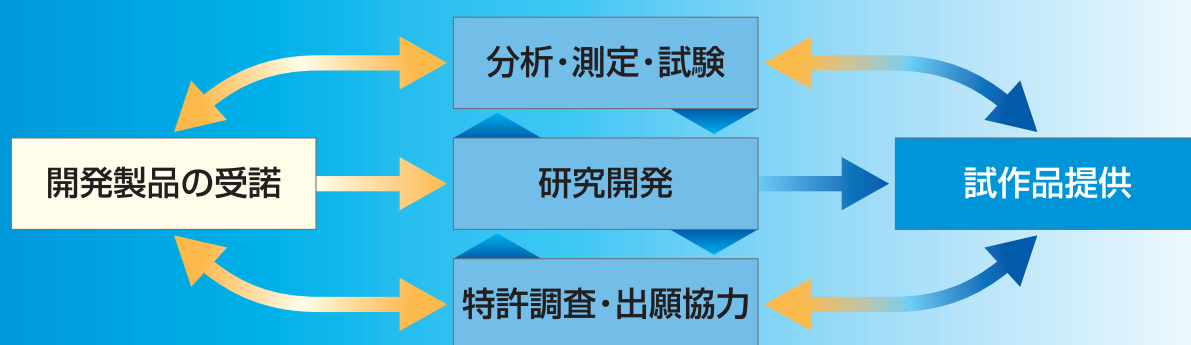 分析・測定・試験
開発製品の受諾
研究開発
試作品提供
特許調査・出願協力